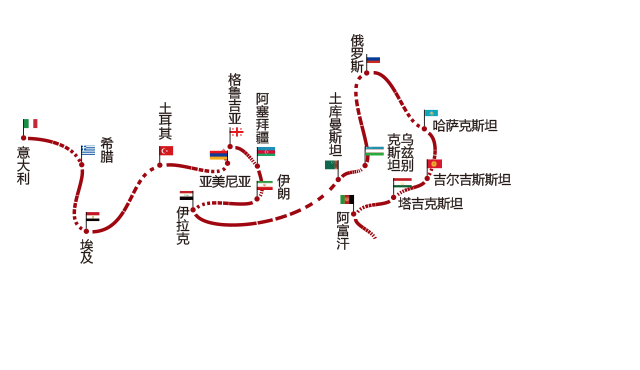 意大利
希腊
埃及
土耳其
亚美尼亚
格鲁吉亚
阿塞拜疆
伊朗
伊拉克
土库曼斯坦
乌兹别
克斯坦
俄罗斯
哈萨克斯坦
吉尔吉斯斯坦
塔吉克斯坦
阿富汗